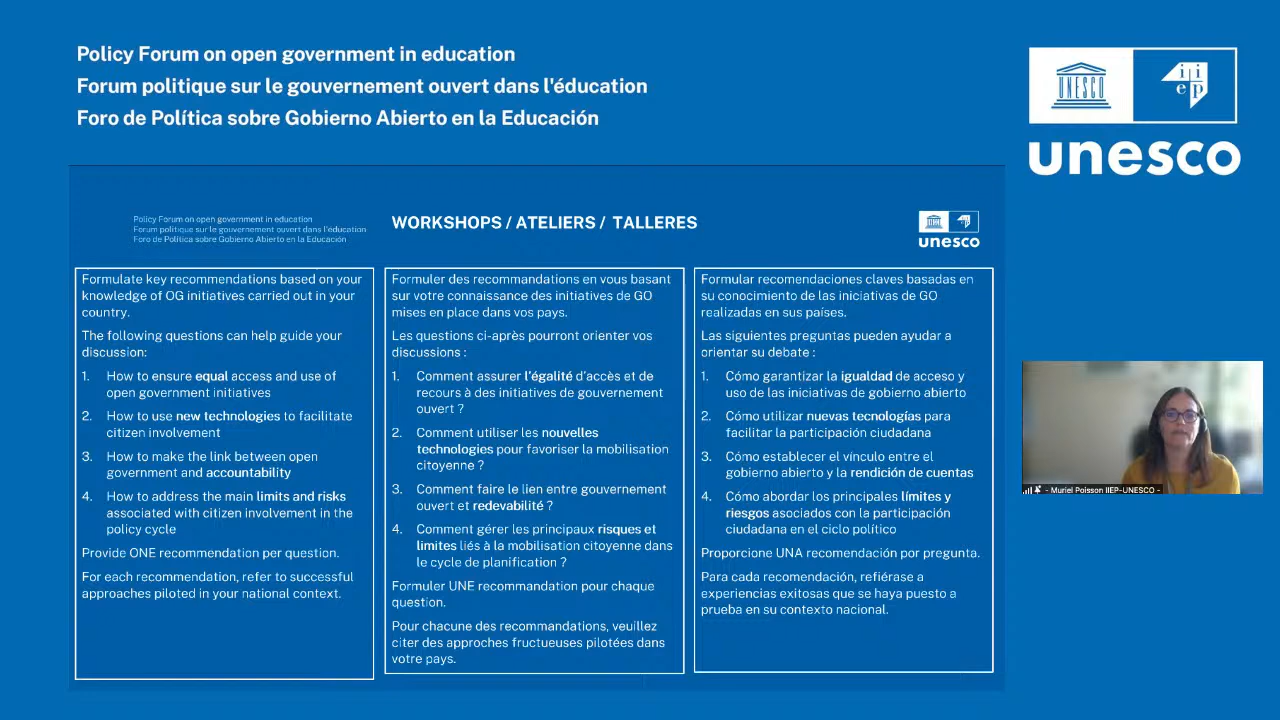 Policy Forum on open government in education
Forum politique sur le gouvernement ouvert dans l'éducation
Foro de Política sobre Gobierno Abierto en la Educación
UNESCO
i i
e p
unesco
Policy Forum on open government in education
Forum politique sur le gouvernement ouvert dans l'éducation
Foro de Política sobre Gobierno Abierto en la Educación
WORKSHOPS / ATELIERS / TALLERES
unesco
Formulate key recommendations based on your
knowledge of OG initiatives carried out in your
country.
The following questions can help guide your
discussion:
1. How to ensure equal access and use of
open government initiatives
2. How to use new technologies to facilitate
citizen involvement
3. How to make the link between open
government and accountability
4. How to address the main limits and risks
associated with citizen involvement in the
policy cycle
Provide ONE recommendation per question.
For each recommendation, refer to successful
approaches piloted in your national context.
Formuler des recommandations en vous basant
sur votre connaissance des initiatives de GO
mises en place dans vos pays.
Les questions ci-après pourront orienter vos
discussions :
1. Comment assurer l'égalité d'accès et de
recours à des initiatives de gouvernement
ouvert ?
2. Comment utiliser les nouvelles
technologies pour favoriser la mobilisation
citoyenne ?
3. Comment faire le lien entre gouvernement
ouvert et redevabilité ?
4. Comment gérer les principaux risques et
limites liés à la mobilisation citoyenne dans
le cycle de planification ?
Formuler UNE recommandation pour chaque
question.
Pour chacune des recommandations, veuillez
citer des approches fructueuses pilotées dans
votre pays.
Formular recomendaciones claves basadas en
su conocimiento de las iniciativas de GO
realizadas en sus países.
Las siguientes preguntas pueden ayudar a
orientar su debate :
1. Cómo garantizar la igualdad de acceso y
uso de las iniciativas de gobierno abierto
2. Cómo utilizar nuevas tecnologías para
facilitar la participación ciudadana
3. Cómo establecer el vínculo entre el
gobierno abierto y la rendición de cuentas
4. Cómo abordar los principales límites y
riesgos asociados con la participación
ciudadana en el ciclo político
Proporcione UNA recomendación por pregunta.
Para cada recomendación, refiérase a
experiencias exitosas que se haya puesto a
prueba en su contexto nacional.
- Muriel Poisson IIEP-UNESCO -